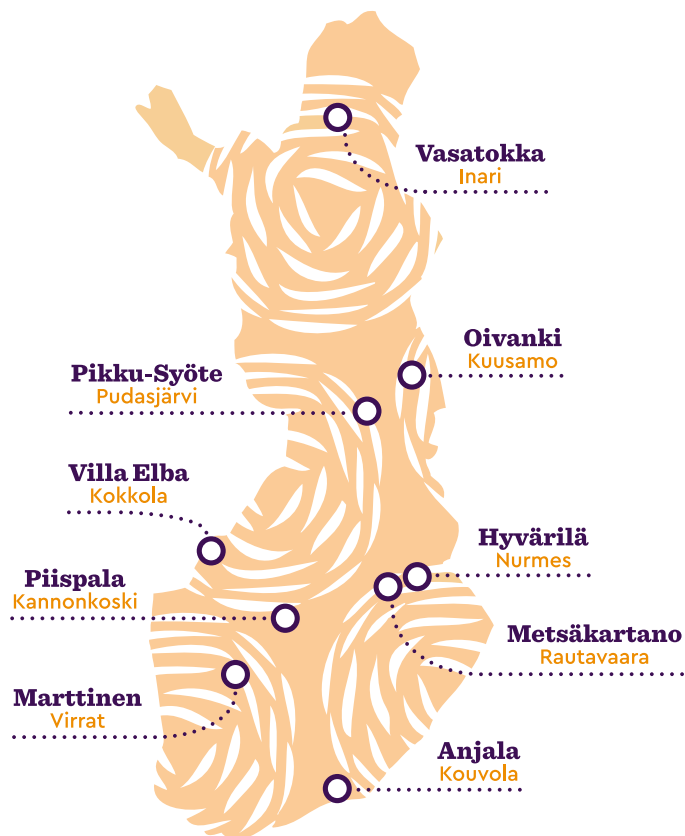 Vasatokka
Inari
Oivanki
Kuusamo
Pikku-Syöte
Pudasjärvi
Villa Elba
Kokkola
Hyvärilä
Nurmes
Piispala
Kannonkoski
Metsäkartano
Rautavaara
Marttinen
Virrat
Anjala
Kouvola